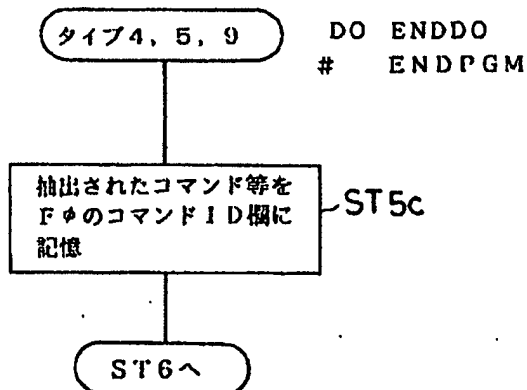 タイプ4, 5, 9
DO ENDDO
# ENDPGM
抽出されたコマンド等を
Fφのコマンド I D欄に
記憶
ST5c
ST6へ